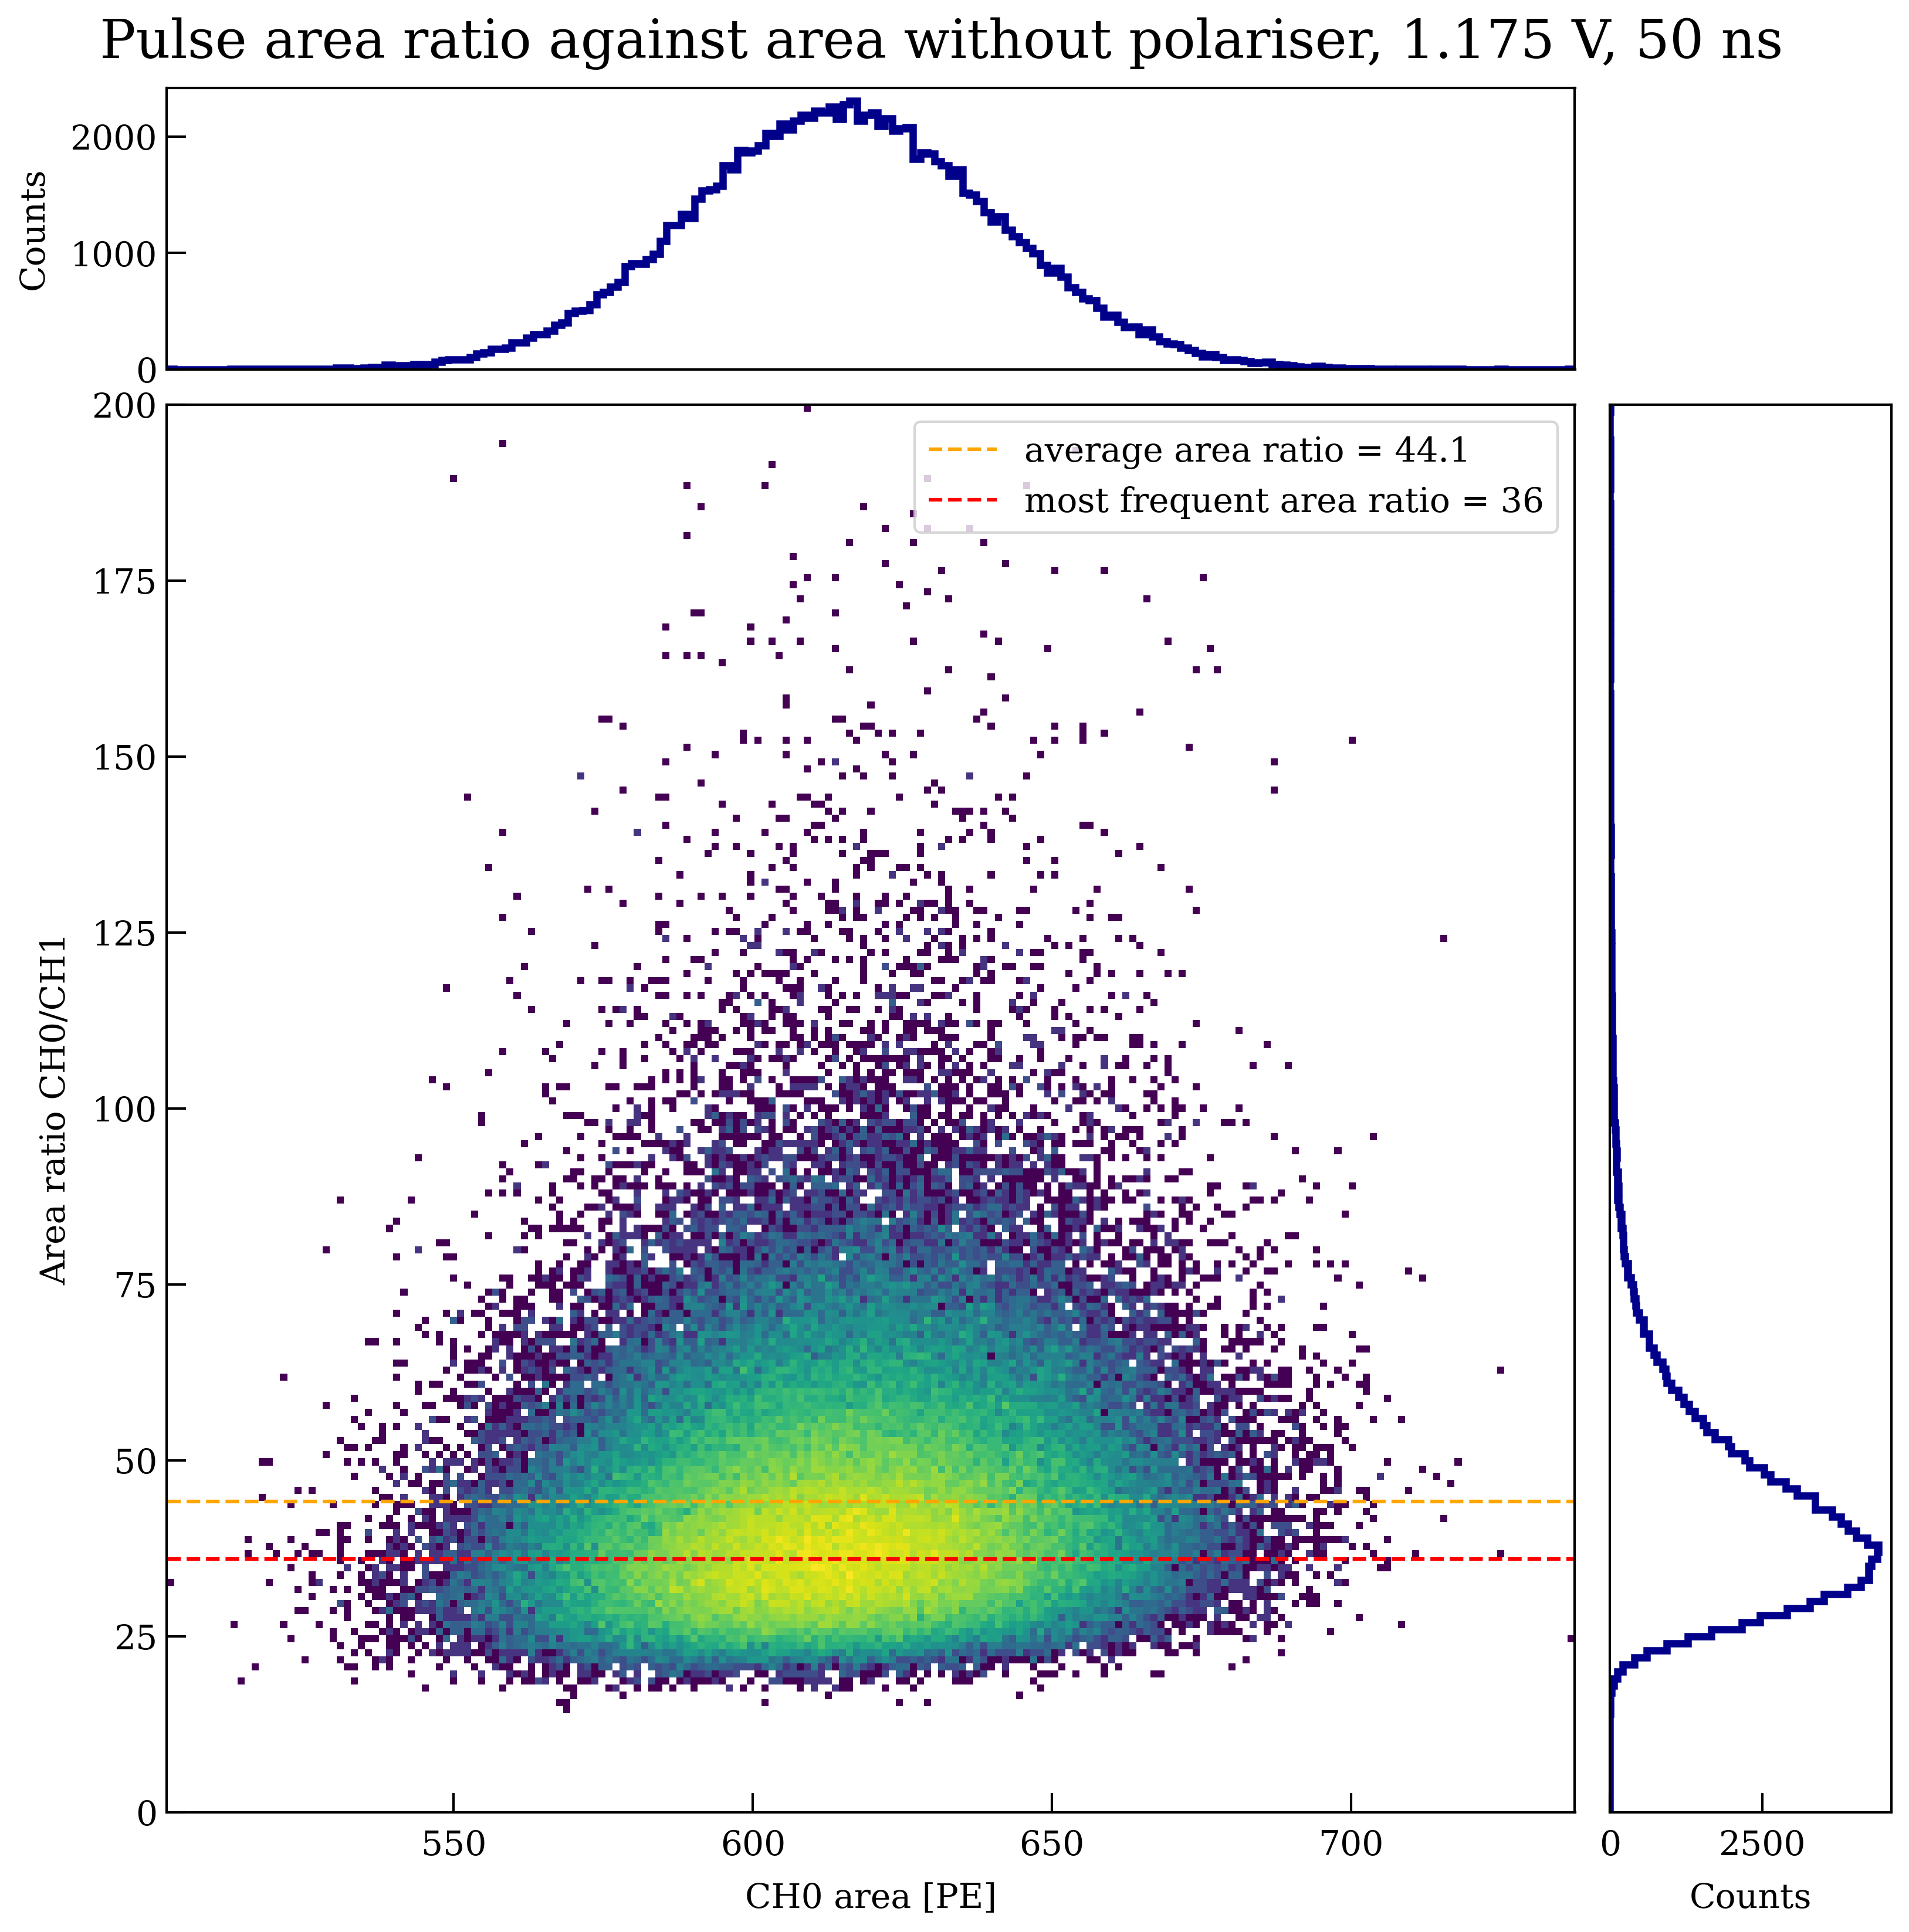 Pulse area ratio against area without polariser, 1.175 V, 50 ns
2000
1000
0
Counts
200
175
150
125
100
75
50
25
0
Area ratio CH0/CH1
average area ratio = 44.1
most frequent area ratio = 36
550 600 650 700
CH0 area [PE]
0 2500
Counts